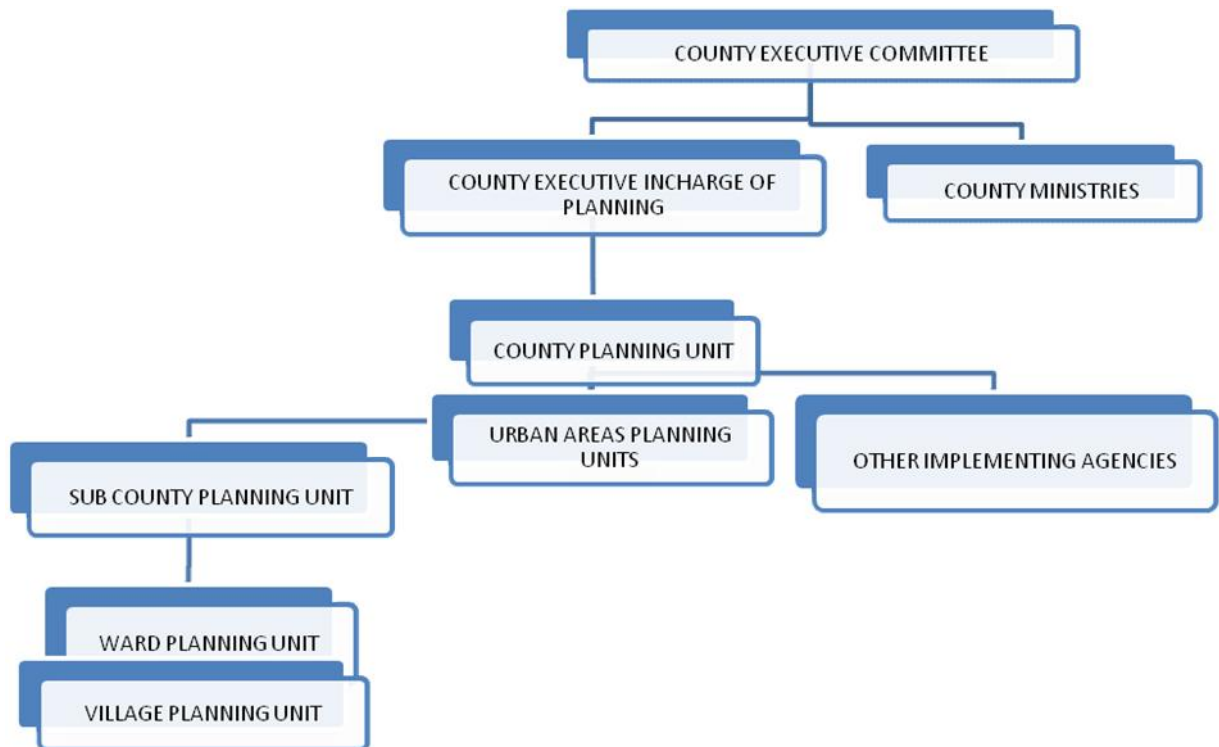 COUNTY EXECUTIVE COMMITTEE
COUNTY EXECUTIVE INCHARGE OF
PLANNING
COUNTY MINISTRIES
COUNTY PLANNING UNIT
URBAN AREAS PLANNING
UNITS
OTHER IMPLEMENTING AGENCIES
SUB COUNTY PLANNING UNIT
WARD PLANNING UNIT
VILLAGE PLANNING UNIT